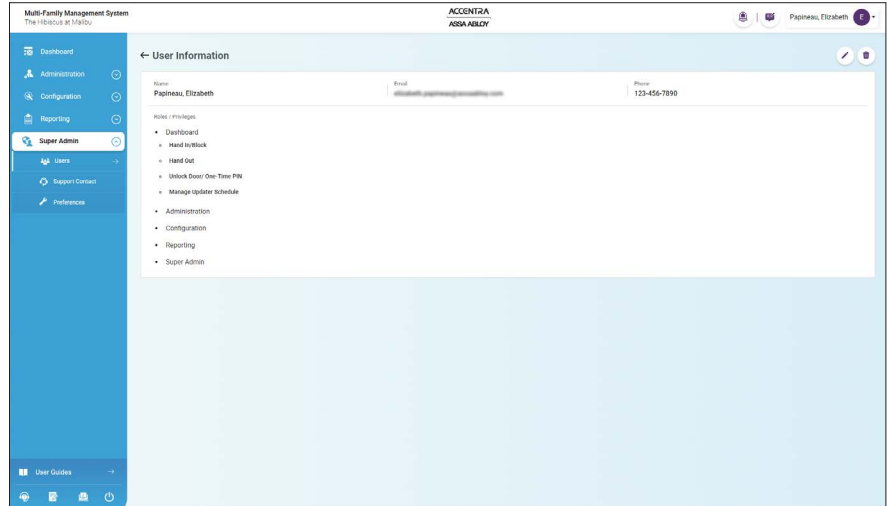 Multi-Family Management System
The Hibiscus at Malibu
ACCENTRA
ASSA ABLOY
Papineau, Elizabeth E
Dashboard
Administration
Configuration
Reporting
Super Admin
Users
Support Contact
Preferences
User Guides
← User Information
Name
Papineau, Elizabeth
Email
Phone
123-456-7890
Roles / Privileges
• Dashboard
Hand In/Block
Hand Out
Unlock Door/ One-Time PIN
Manage Updater Schedule
• Administration
• Configuration
• Reporting
• Super Admin